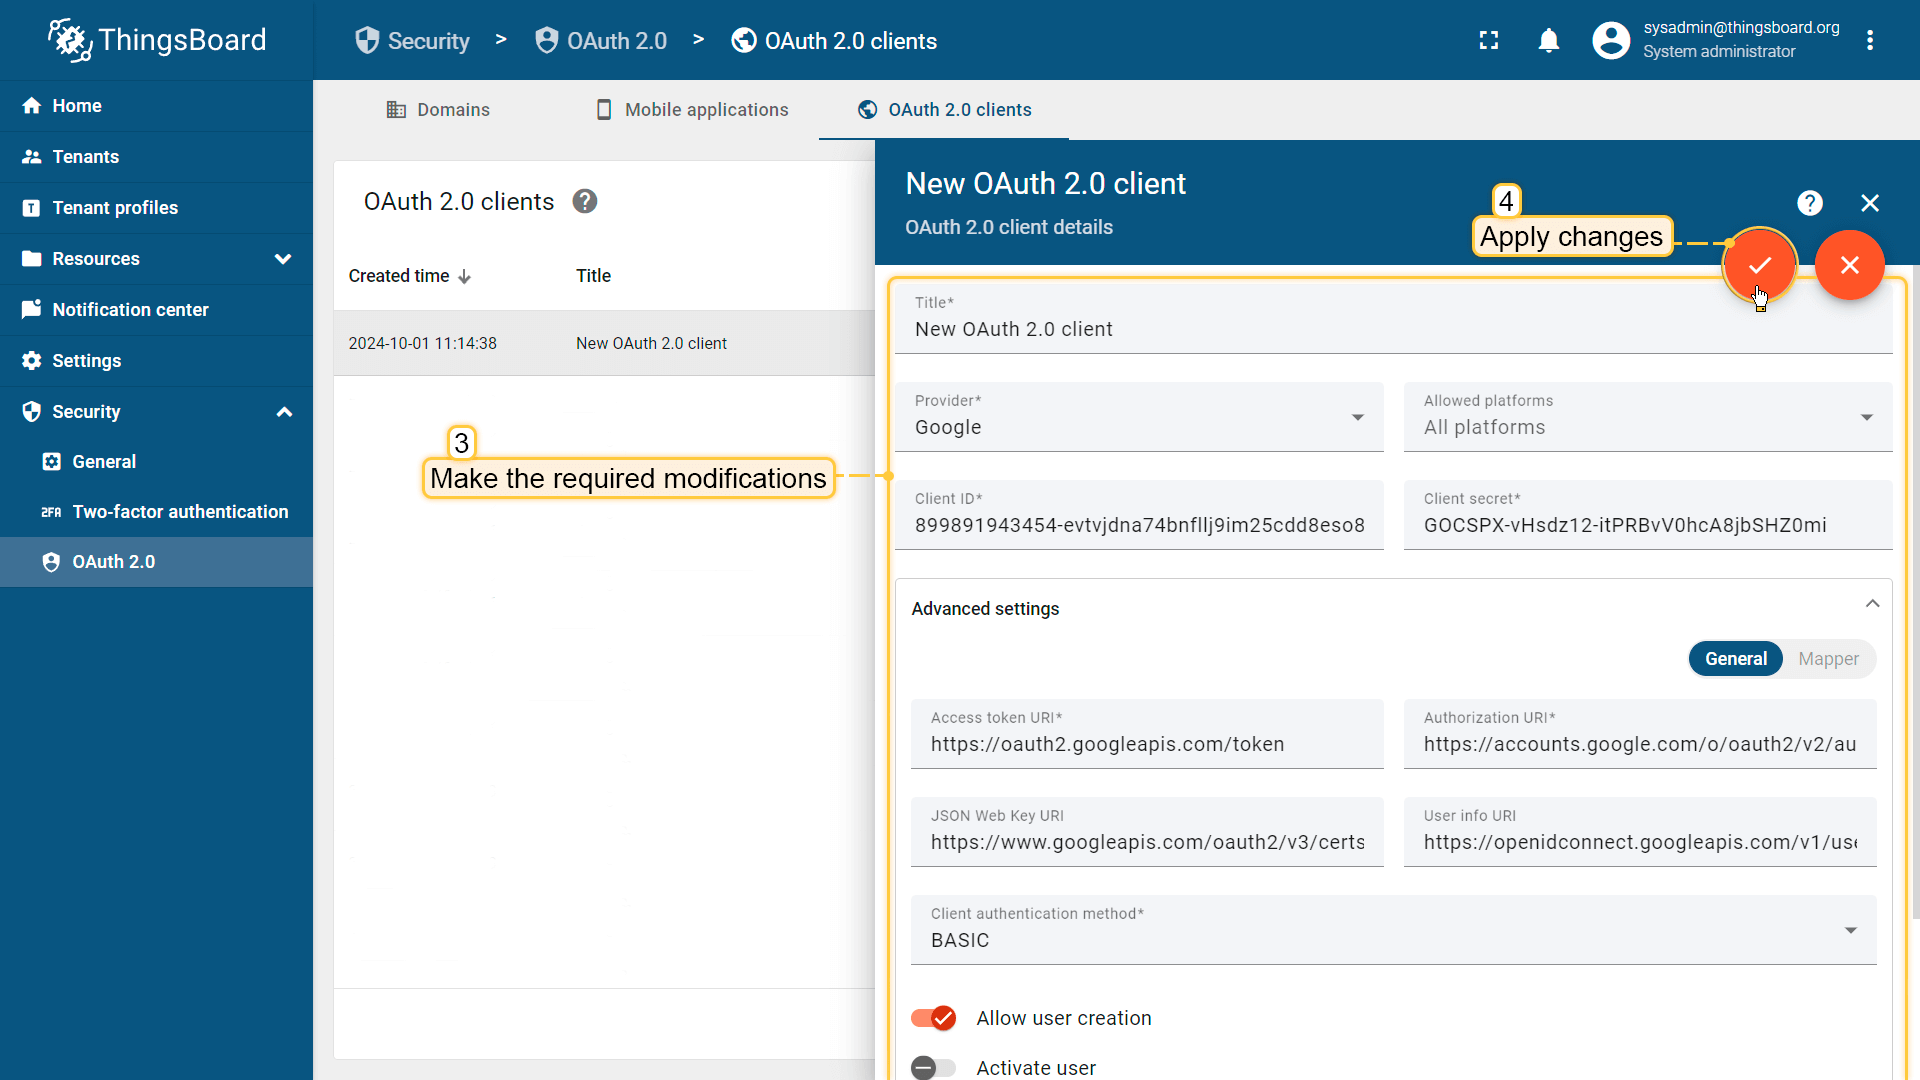 ThingsBoard
Security > OAuth 2.0 > OAuth 2.0 clients
sysadmin@thingsboard.org
System administrator
Home
Tenants
Tenant profiles
Resources
Notification center
Settings
Security
General
2FA Two-factor authentication
OAuth 2.0
Domains
Mobile applications
OAuth 2.0 clients
OAuth 2.0 clients ?
Created time
Title
2024-10-01 11:14:38
New OAuth 2.0 client
3
Make the required modifications
New OAuth 2.0 client
OAuth 2.0 client details
?
4
Apply changes
Title*
New OAuth 2.0 client
Provider*
Google
Allowed platforms
All platforms
Client ID*
899891943454-evtvjdna74bnfllj9im25cdd8eso8
Client secret*
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
Advanced settings
General
Mapper
Access token URI*
https://oauth2.googleapis.com/token
Authorization URI*
https://accounts.google.com/o/oauth2/v2/au
JSON Web Key URI
https://www.googleapis.com/oauth2/v3/certs
User info URI
https://openidconnect.googleapis.com/v1/use
Client authentication method*
BASIC
Allow user creation
Activate user